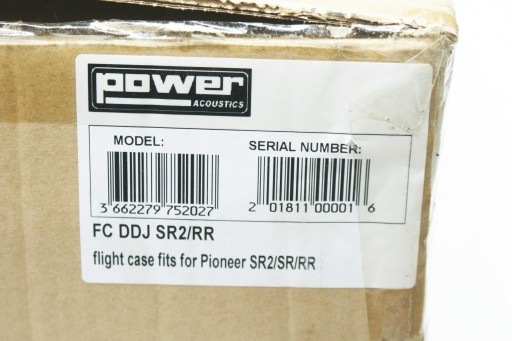 power
ACOUSTICS
MODEL: SERIAL NUMBER:
3 662279 752027 2 01811 00001 6
FC DDJ SR2/RR
flight case fits for Pioneer SR2/SR/RR